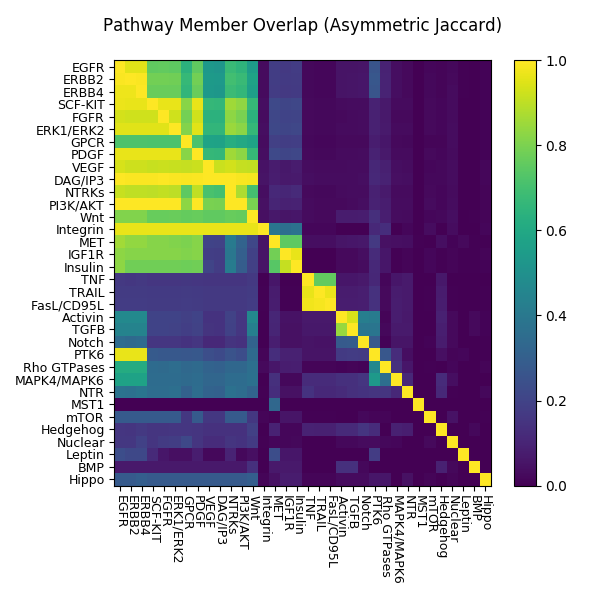 Pathway Member Overlap (Asymmetric Jaccard)
EGFR
ERBB2
ERBB4
SCF-KIT
FGFR
ERK1/ERK2
GPCR
PDGF
VEGF
DAG/IP3
NTRKs
PI3K/AKT
Wnt
Integrin
MET
IGF1R
Insulin
TNF
TRAIL
FasL/CD95L
Activin
TGFB
Notch
PTK6
Rho GTPases
MAPK4/MAPK6
NTR
MST1
mTOR
Hedgehog
Nuclear
Leptin
BMP
Hippo
EGFR
ERBB2
ERBB4
SCF-KIT
FGFR
ERK1/ERK2
GPCR
PDGF
VEGF
DAG/IP3
NTRKs
PI3K/AKT
Wnt
Integrin
MET
IGF1R
Insulin
TNF
TRAIL
FasL/CD95L
Activin
TGFB
Notch
PTK6
Rho GTPases
MAPK4/MAPK6
NTR
MST1
mTOR
Hedgehog
Nuclear
Leptin
BMP
Hippo
1.0
0.8
0.6
0.4
0.2
0.0